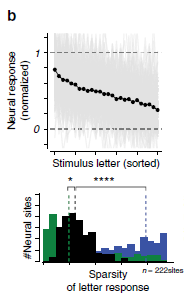 b
Neural response
(normalized)
1
0
Stimulus letter (sorted)
* ****
#Neural sites
n = 222sites
Sparsity
of letter response